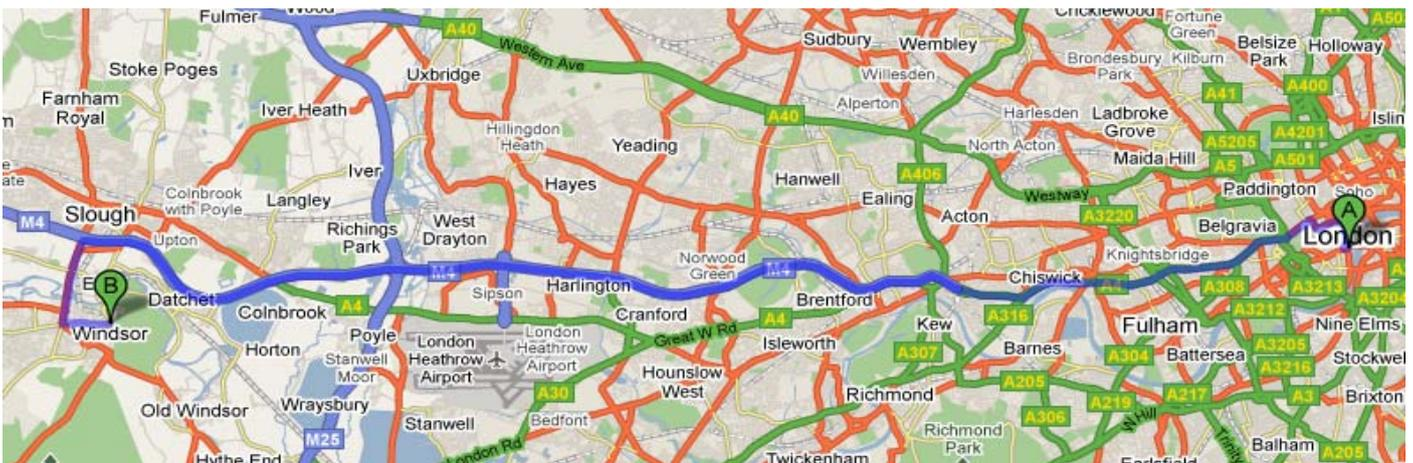 Fulmer
Wood
A40
Western Ave
Sudbury
Wembley
Cricklewood
Fortune
Green
A1
A50
Belsize
Park
Holloway
Stoke Poges
Uxbridge
Willesden
Brondesbury
Park
Kilburn
Farnham
Royal
Iver Heath
A40
Alperton
Harlesden
Ladbroke
Grove
A41
A400
Islin
m
Hillingdon
Heath
Yeading
North Acton
A5205
A4201
Maida Hill
A5
A501
e
ate
Iver
Hayes
Hanwell
A406
Ealing
Westway
Paddington
Soho
Colnbrook
with Poyle
Langley
M4
Slough
Upton
Richings
Park
West
Drayton
Acton
A3220
Belgravia
A
London
Norwood
Green
Knightsbridge
M4
M4
Sipson
Harlington
Chiswick
A4
A308
A3213
A
E
B
Datchet
Windsor
Colnbrook
A4
Cranford
Brentford
A316
A3212
A3204
Great W Rd
A4
Kew
Fulham
Nine Elms
Horton
Poyle
London
Heathrow
Airport
London
Heathrow
Airport
Isleworth
A307
Barnes
A304
Battersea
A3205
Stockwel
Stanwell
Moor
Hounslow
West
A3216
A30
Richmond
A205
A219
A217
A3
Brixton
Old Windsor
Wraysbury
Stanwell
Bedfont
A306
W Hill
M25
London Rd
Richmond
Park
Trinity
Balham
A205
Hythe End
Twickenham
Earlsfield